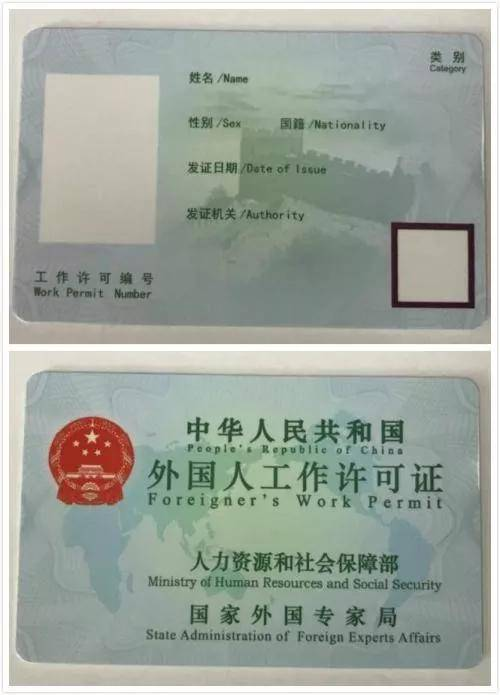 类别
Category
姓名/Name
性别/Sex 国籍/Nationality
发证日期/Date of Issue
发证机关/Authority
工作许可编号
Work Permit Number
中华人民共和国
People's Republic of China
外国人工作许可证
Foreigner's Work Permit
人力资源和社会保障部
Ministry of Human Resources and Social Security
国家外国专家局
State Administration of Foreign Experts Affairs